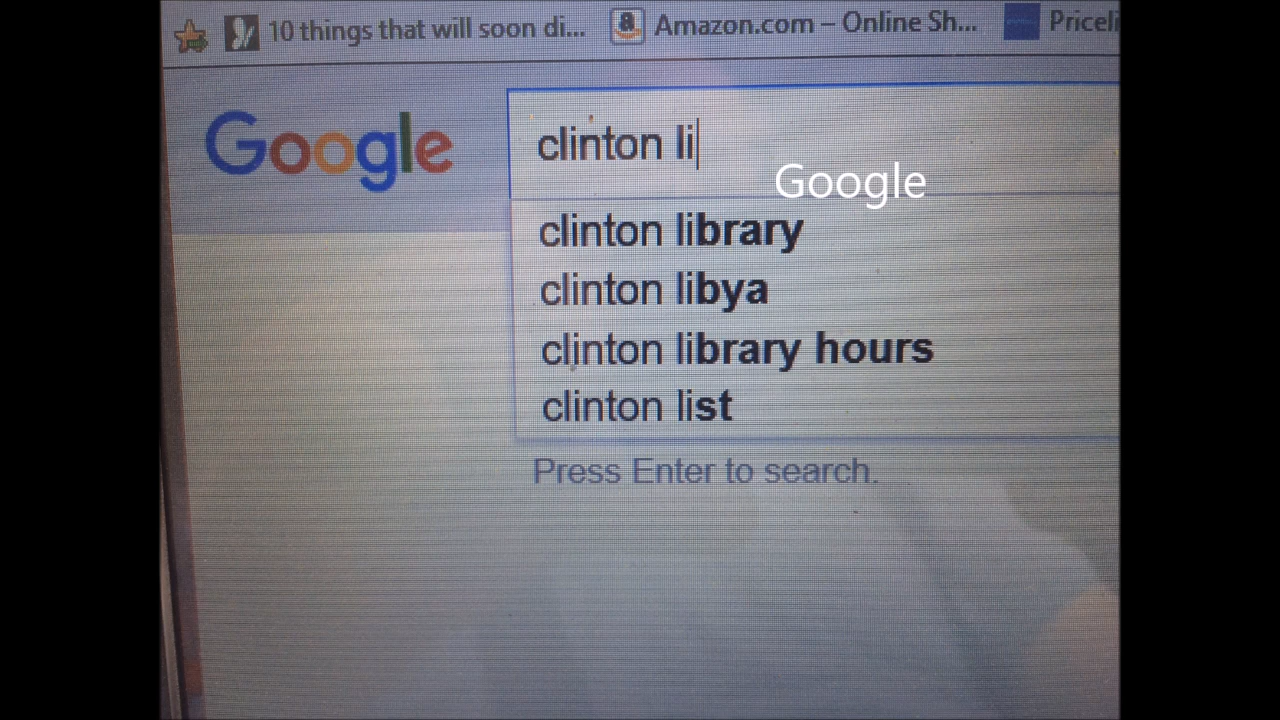 10 things that will soon di... Amazon.com – Online Sh... Priceli
Google clinton li
Google
clinton library
clinton libya
clinton library hours
clinton list
Press Enter to search.